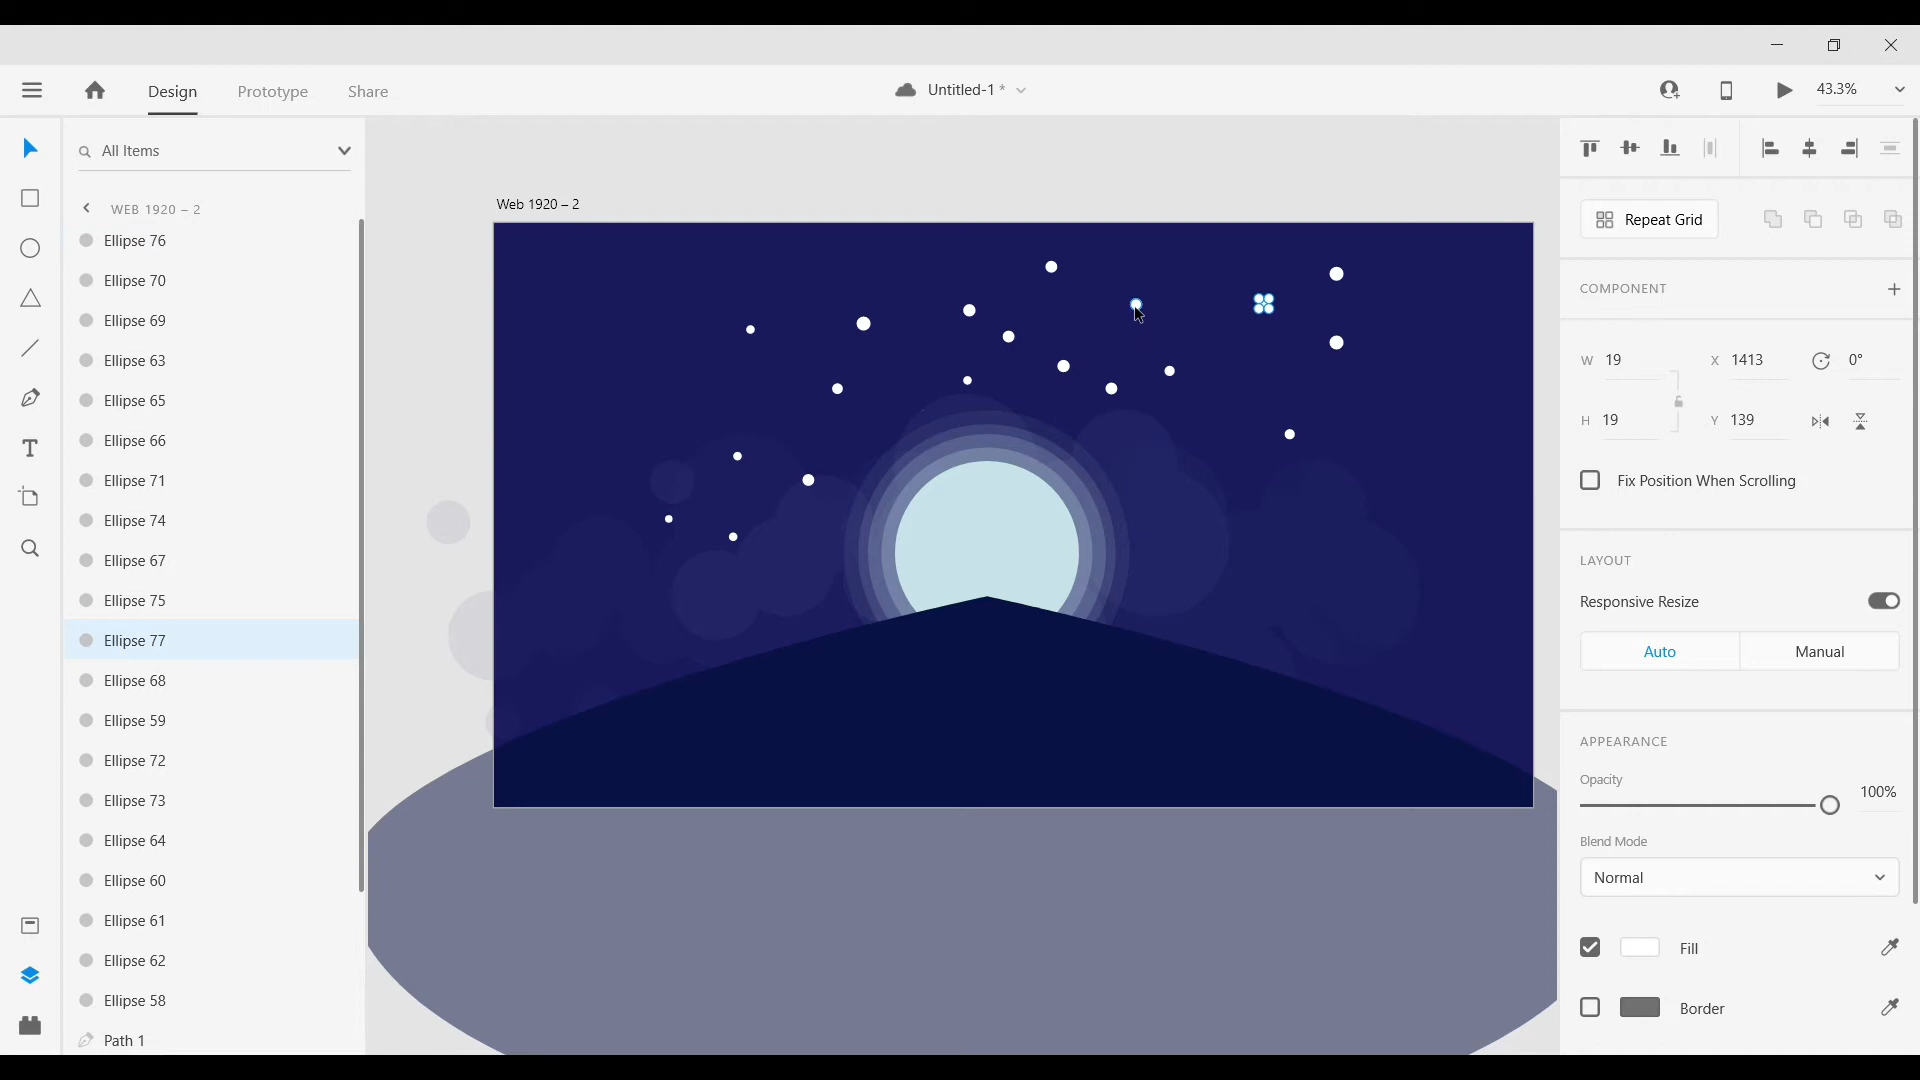 Design Prototype Share
Untitled-1 *
43.3%
All Items
WEB 1920 – 2
Ellipse 76
Ellipse 70
Ellipse 69
Ellipse 63
Ellipse 65
Ellipse 66
Ellipse 71
Ellipse 74
Ellipse 67
Ellipse 75
Ellipse 77
Ellipse 68
Ellipse 59
Ellipse 72
Ellipse 73
Ellipse 64
Ellipse 60
Ellipse 61
Ellipse 62
Ellipse 58
Path 1
Web 1920 – 2
Repeat Grid
COMPONENT
W 19 X 1413 0°
H 19 Y 139
Fix Position When Scrolling
LAYOUT
Responsive Resize
Auto Manual
APPEARANCE
Opacity
100%
Blend Mode
Normal
Fill
Border